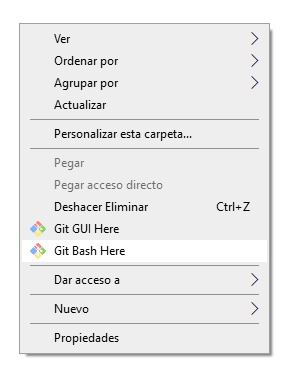 Ver
Ordenar por
Agrupar por
Actualizar
Personalizar esta carpeta...
Pegar
Pegar acceso directo
Deshacer Eliminar Ctrl+Z
Git GUI Here
Git Bash Here
Dar acceso a
Nuevo
Propiedades